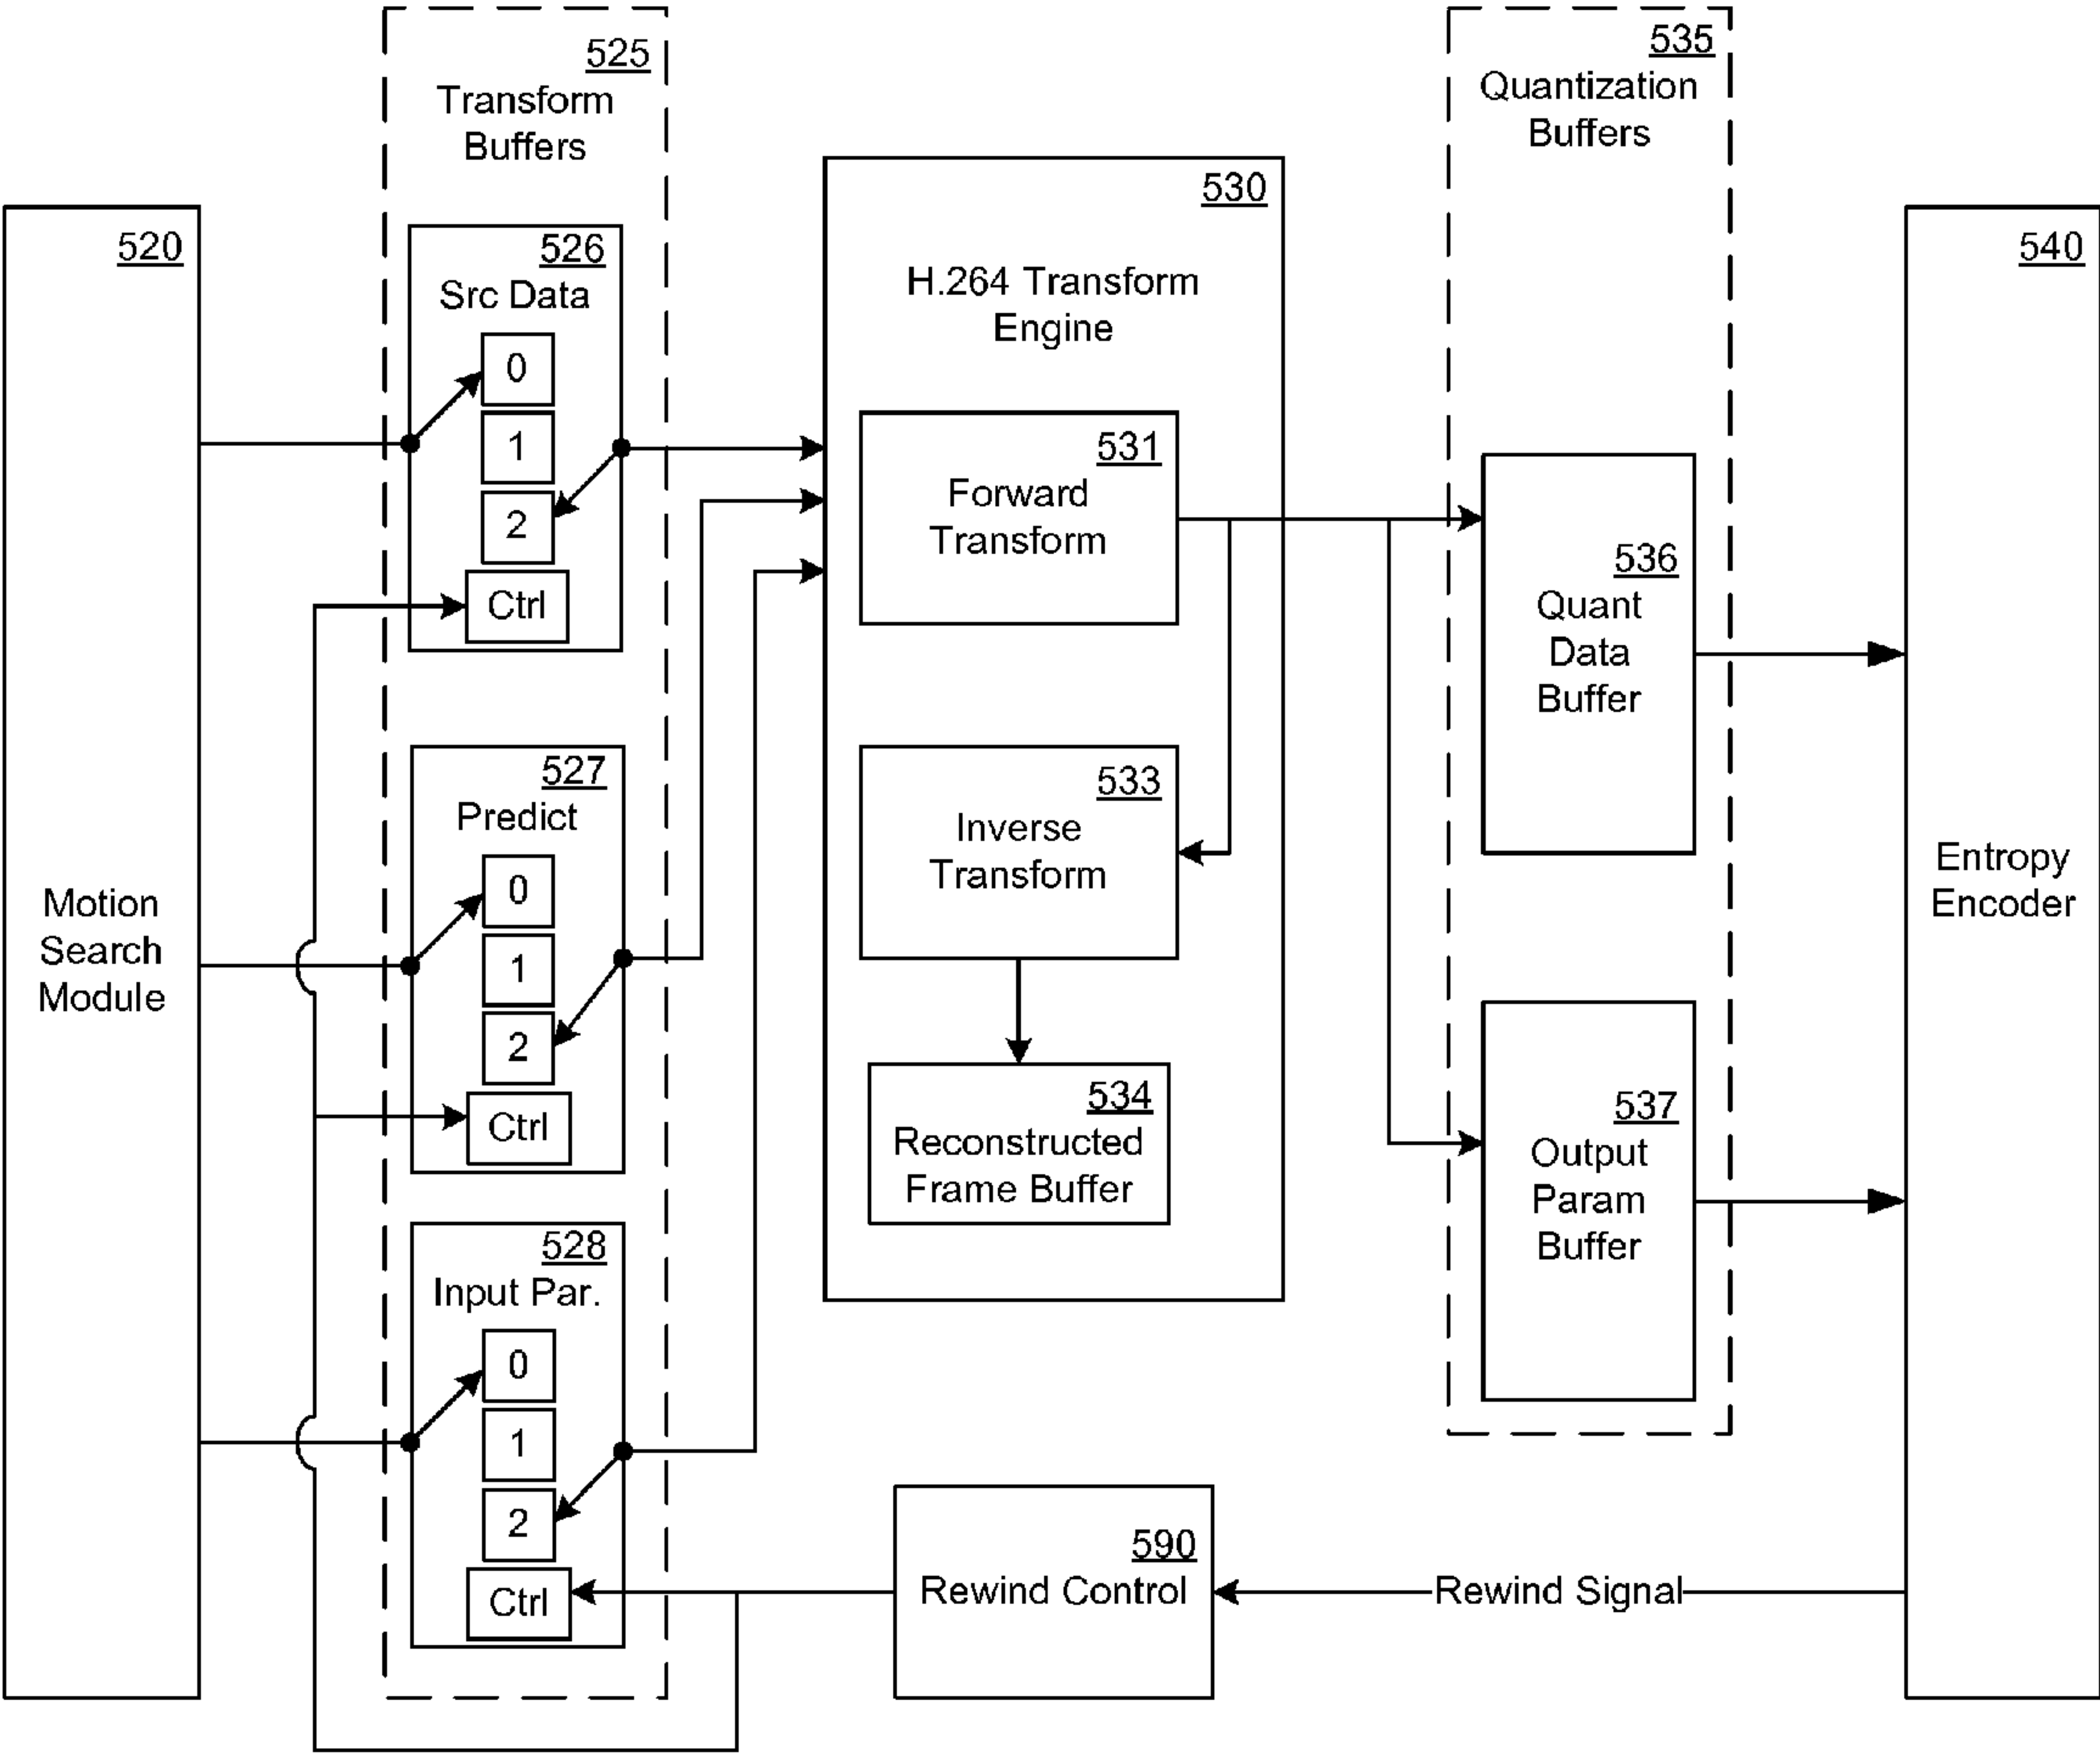 520
Motion
Search
Module
525
Transform
Buffers
526
Src Data
0
1
2
Ctrl
527
Predict
0
1
2
Ctrl
528
Input Par.
0
1
2
Ctrl
530
H.264 Transform
Engine
531
Forward
Transform
533
Inverse
Transform
534
Reconstructed
Frame Buffer
590
Rewind Control
Rewind Signal
535
Quantization
Buffers
536
Quant
Data
Buffer
537
Output
Param
Buffer
540
Entropy
Encoder